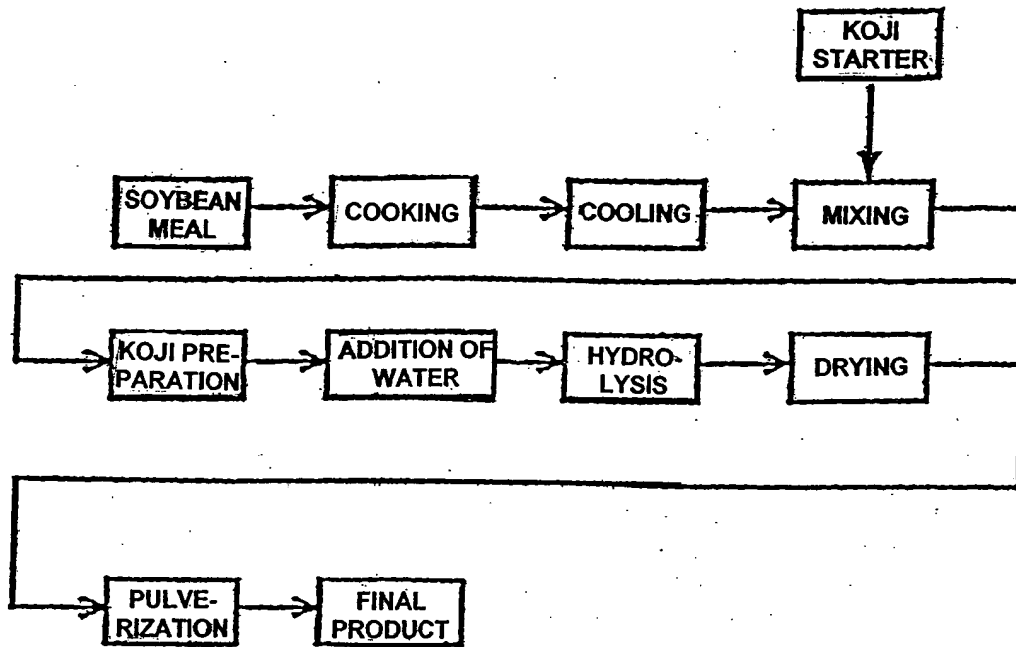 KOJI
STARTER
SOYBEAN
MEAL
COOKING
COOLING
MIXING
KOJI PRE-
PARATION
ADDITION OF
WATER
HYDRO-
LYSIS
DRYING
PULVE-
RIZATION
FINAL
PRODUCT